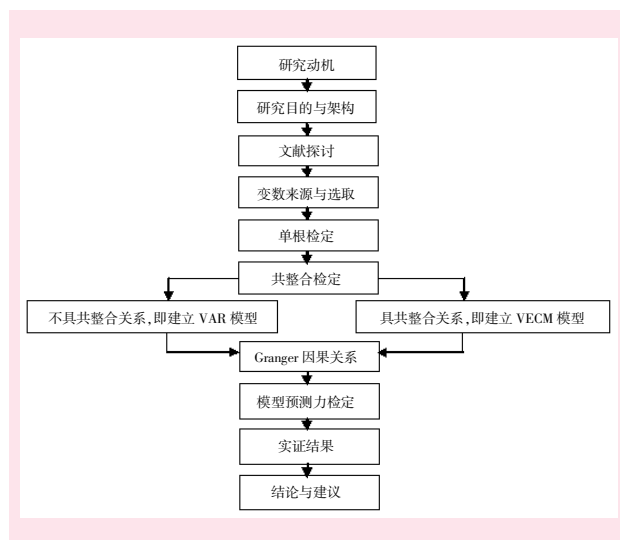 研究动机
研究目的与架构
文献探讨
变数来源与选取
单根检定
共整合检定
不具共整合关系,即建立 VAR 模型
具共整合关系,即建立 VECM 模型
Granger 因果关系
模型预测力检定
实证结果
结论与建议